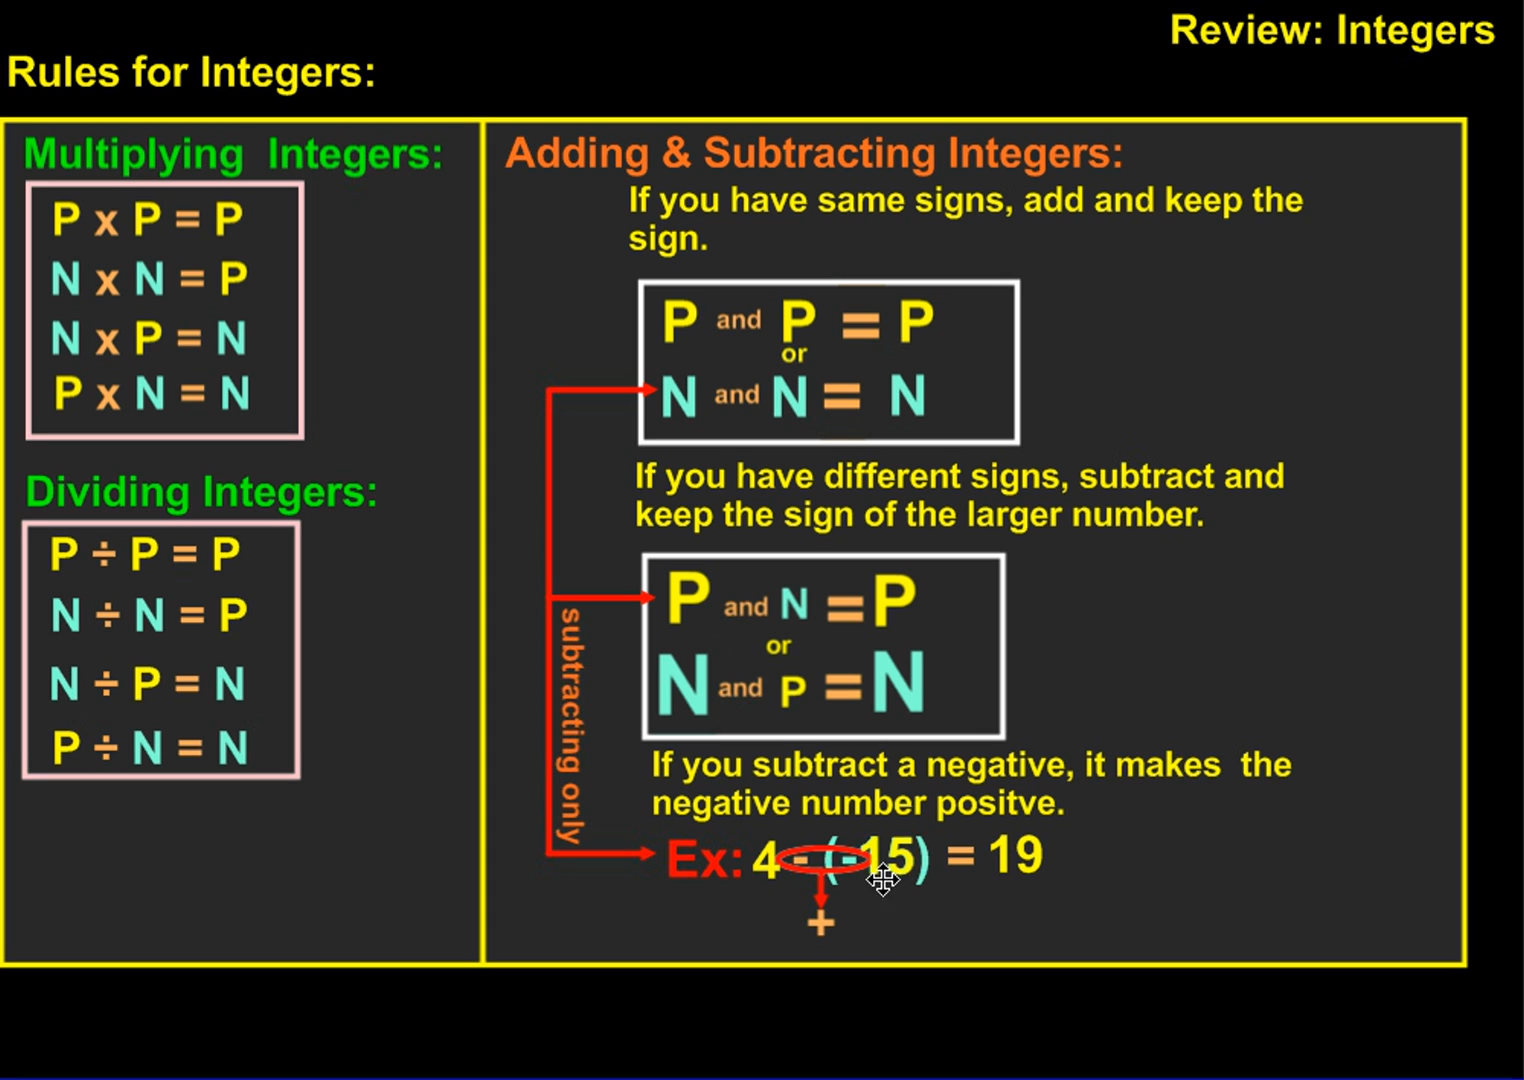 Review: Integers
Rules for Integers:
Multiplying Integers:
P x P = P
N x N = P
N x P = N
P x N = N
Dividing Integers:
P ÷ P = P
N ÷ N = P
N ÷ P = N
P ÷ N = N
Adding & Subtracting Integers:
If you have same signs, add and keep the
sign.
P and P = P
or
N and N = N
If you have different signs, subtract and
keep the sign of the larger number.
P and N = P
or
N and P = N
subtracting only
If you subtract a negative, it makes the
negative number positve.
Ex: 4 - (-15) = 19
+